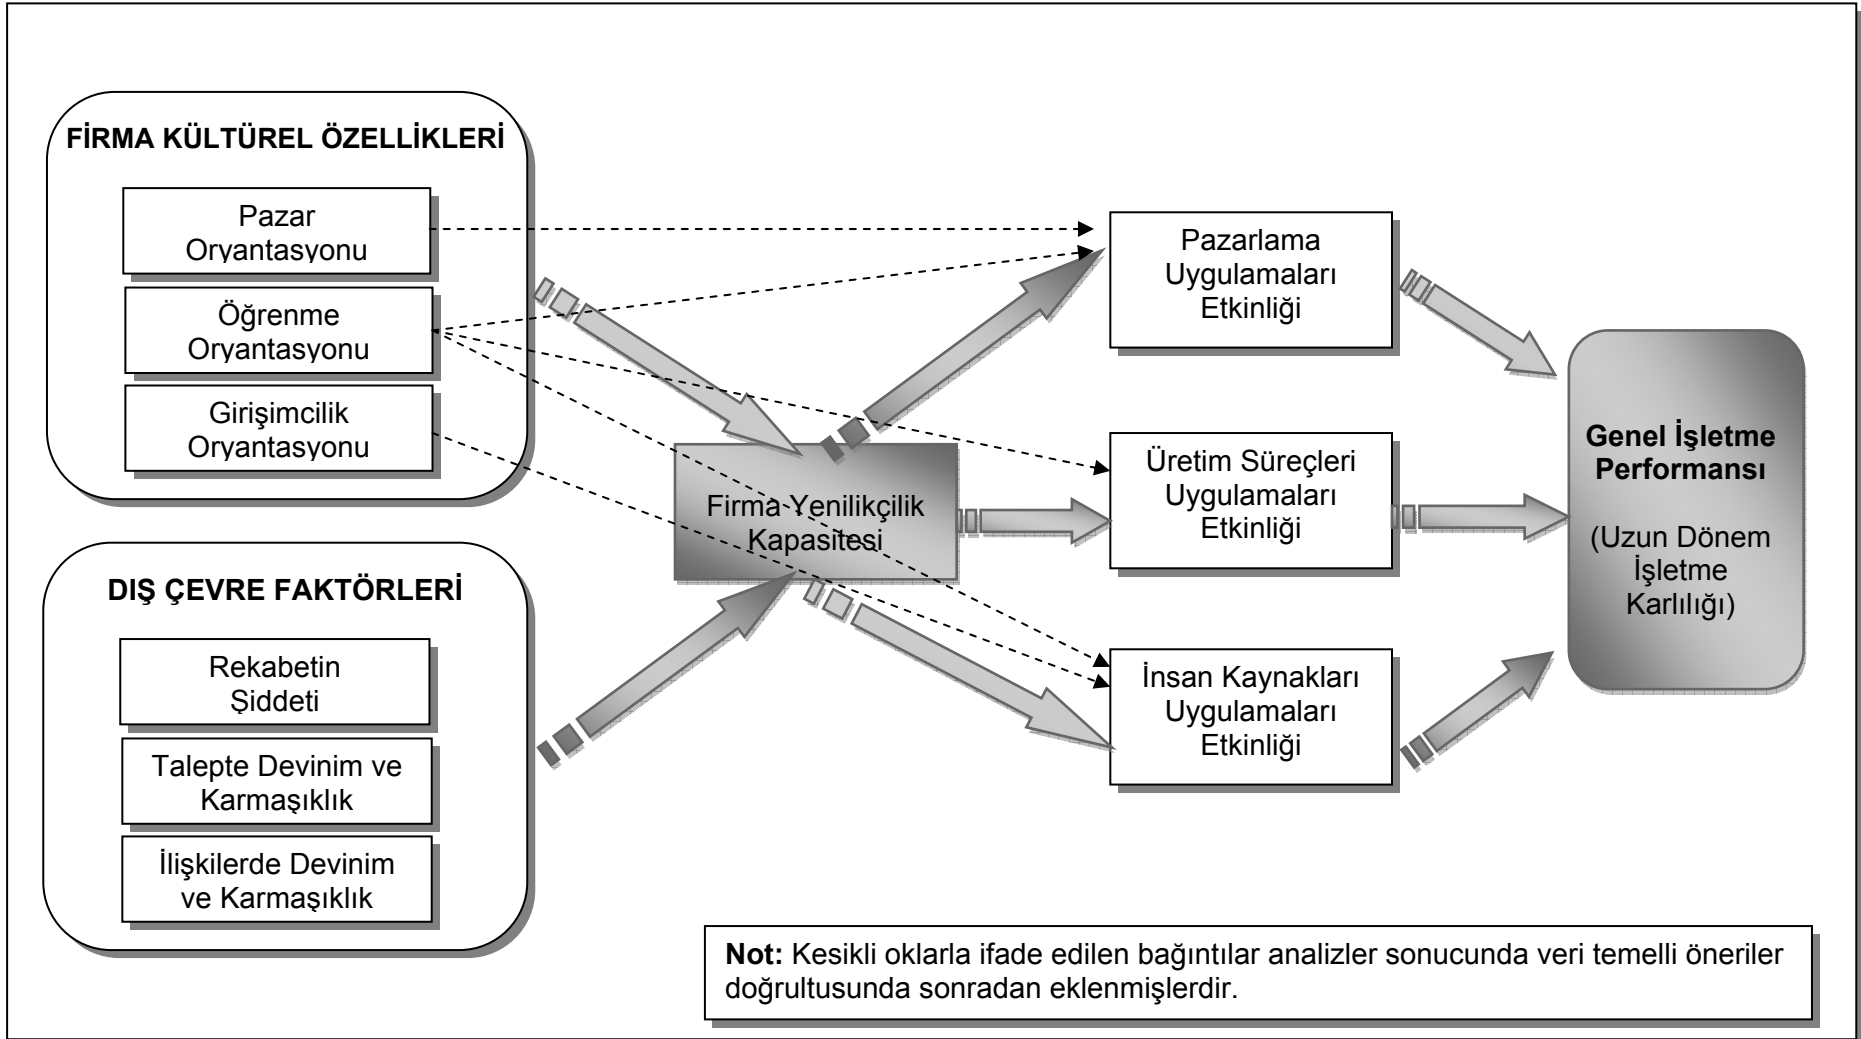 FİRMA KÜLTÜREL ÖZELLİKLERİ
Pazar
Oryantasyonu
Öğrenme
Oryantasyonu
Girişimcilik
Oryantasyonu
DIŞ ÇEVRE FAKTÖRLERİ
Rekabetin
Şiddeti
Talepte Devinim ve
Karmaşıklık
İlişkilerde Devinim
ve Karmaşıklık
Firma Yenilikçilik
Kapasitesi
Pazarlama
Uygulamaları
Etkinliği
Üretim Süreçleri
Uygulamaları
Etkinliği
İnsan Kaynakları
Uygulamaları
Etkinliği
Genel İşletme
Performansı
(Uzun Dönem
İşletme
Karlılığı)
Not: Kesikli oklarla ifade edilen bağıntılar analizler sonucunda veri temelli öneriler
doğrultusunda sonradan eklenmişlerdir.